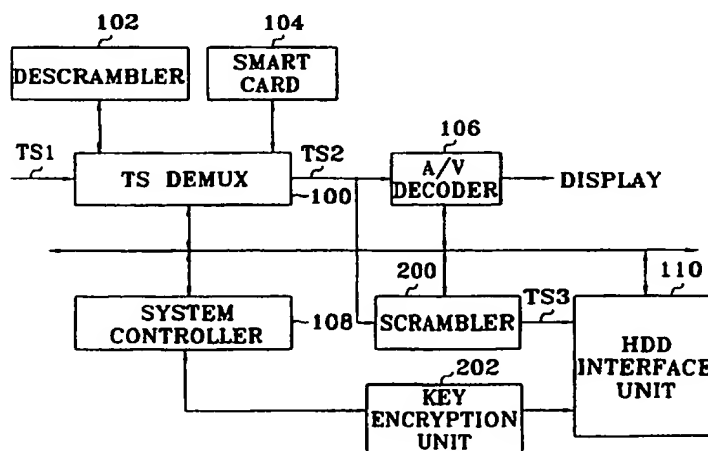 102
104
DESCRAMBLER
SMART
CARD
106
TS1
TS DEMUX
TS2
A/V
DECODER
DISPLAY
100
200
110
SYSTEM
CONTROLLER
108
SCRAMBLER
TS3
HDD
INTERFACE
UNIT
202
KEY
ENCRYPTION
UNIT